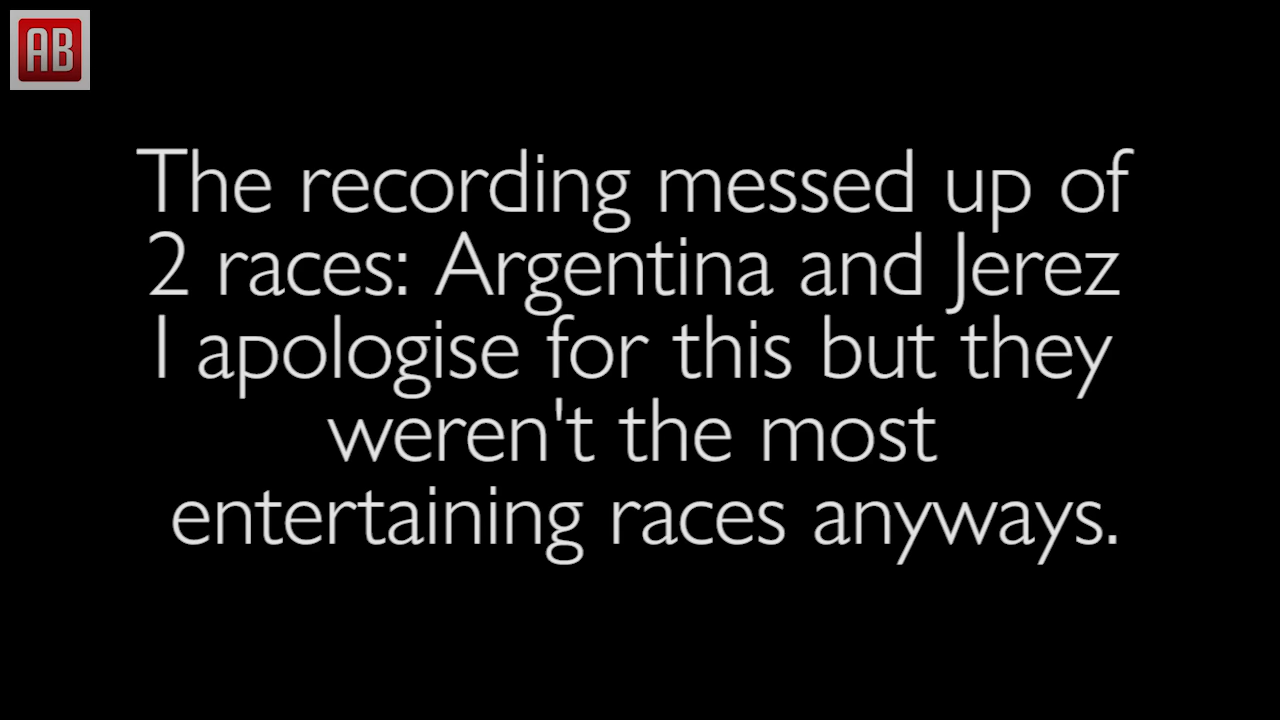 AB
The recording messed up of
2 races: Argentina and Jerez
I apologise for this but they
weren't the most
entertaining races anyways.